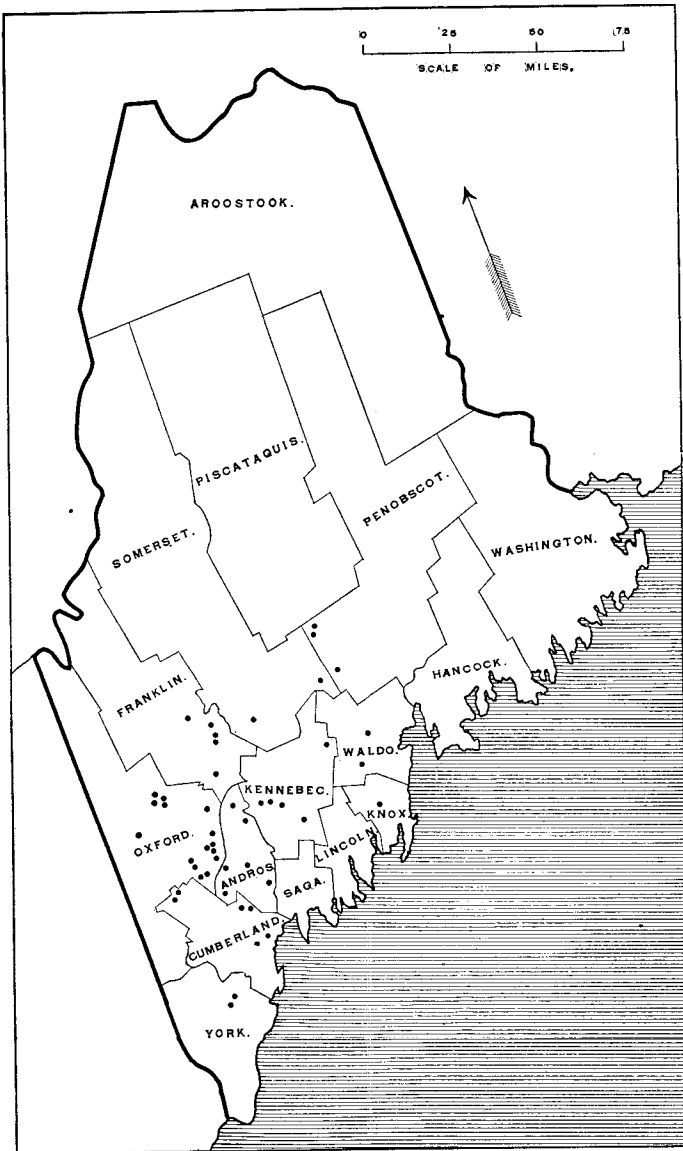 0 25 50 75
SCALE OF MILES.
AROOSTOOK.
PISCATAQUIS.
PENOBSCOT.
SOMERSET.
WASHINGTON.
HANCOCK.
FRANKLIN.
WALDO.
KENNEBEC.
KNOX.
OXFORD.
LINCOLN
ANDROS.
SAGA.
CUMBERLAND.
YORK.